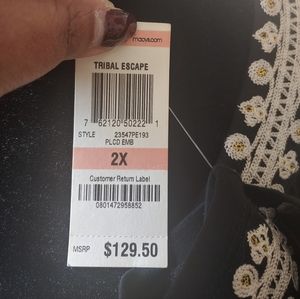 macys.com
TRIBAL ESCAPE
7 62120 50222 1
STYLE 23547PE193
PLCD EMB
2X
Customer Return Label
0801472958852
MSRP $129.50